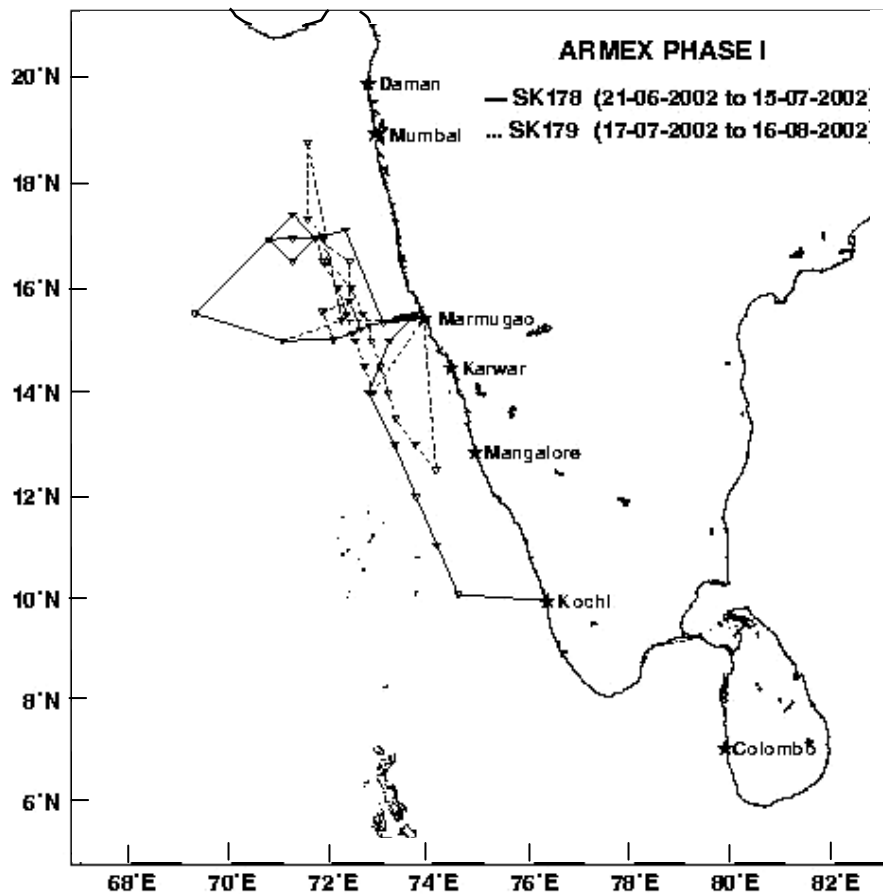 ARMEX PHASE I
SK178 (21-06-2002 to 15-07-2002)
... SK179 (17-07-2002 to 16-08-2002)
20°N
Daman
Mumbai
18°N
16°N
Marmugao
Karwar
14°N
Mangalore
12°N
10°N
Kochi
8°N
Colombo
6°N
68°E 70°E 72°E 74°E 76°E 78°E 80°E 82°E